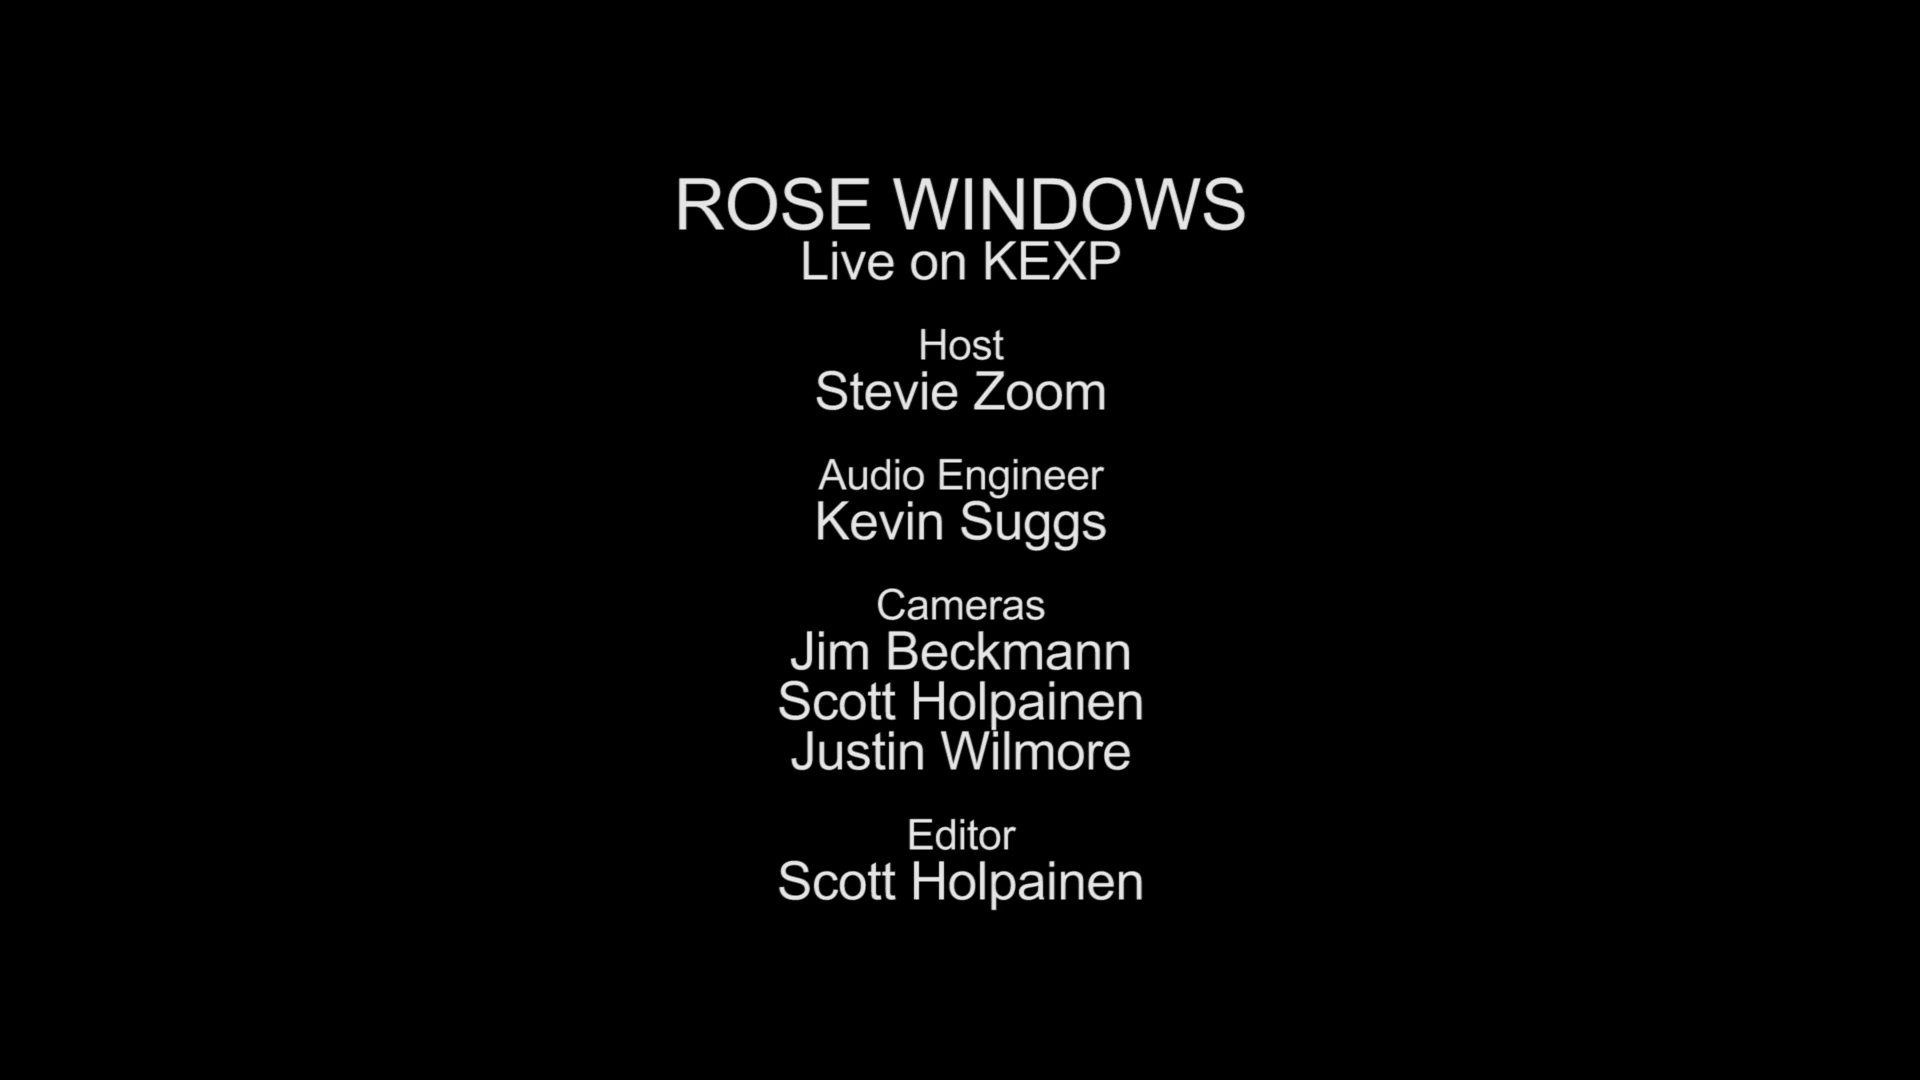 ROSE WINDOWS
Live on KEXP
Host
Stevie Zoom
Audio Engineer
Kevin Suggs
Cameras
Jim Beckmann
Scott Holpainen
Justin Wilmore
Editor
Scott Holpainen